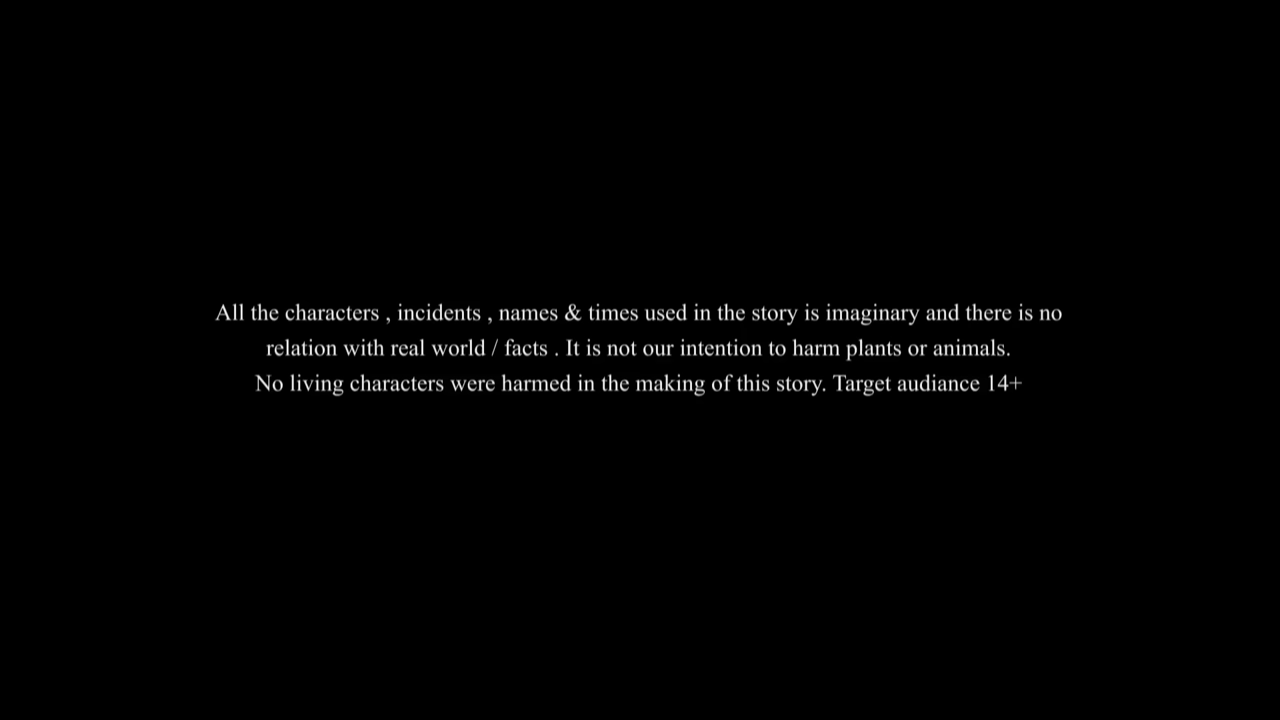 All the characters , incidents , names & times used in the story is imaginary and there is no
relation with real world / facts . It is not our intention to harm plants or animals.
No living characters were harmed in the making of this story. Target audiance 14+